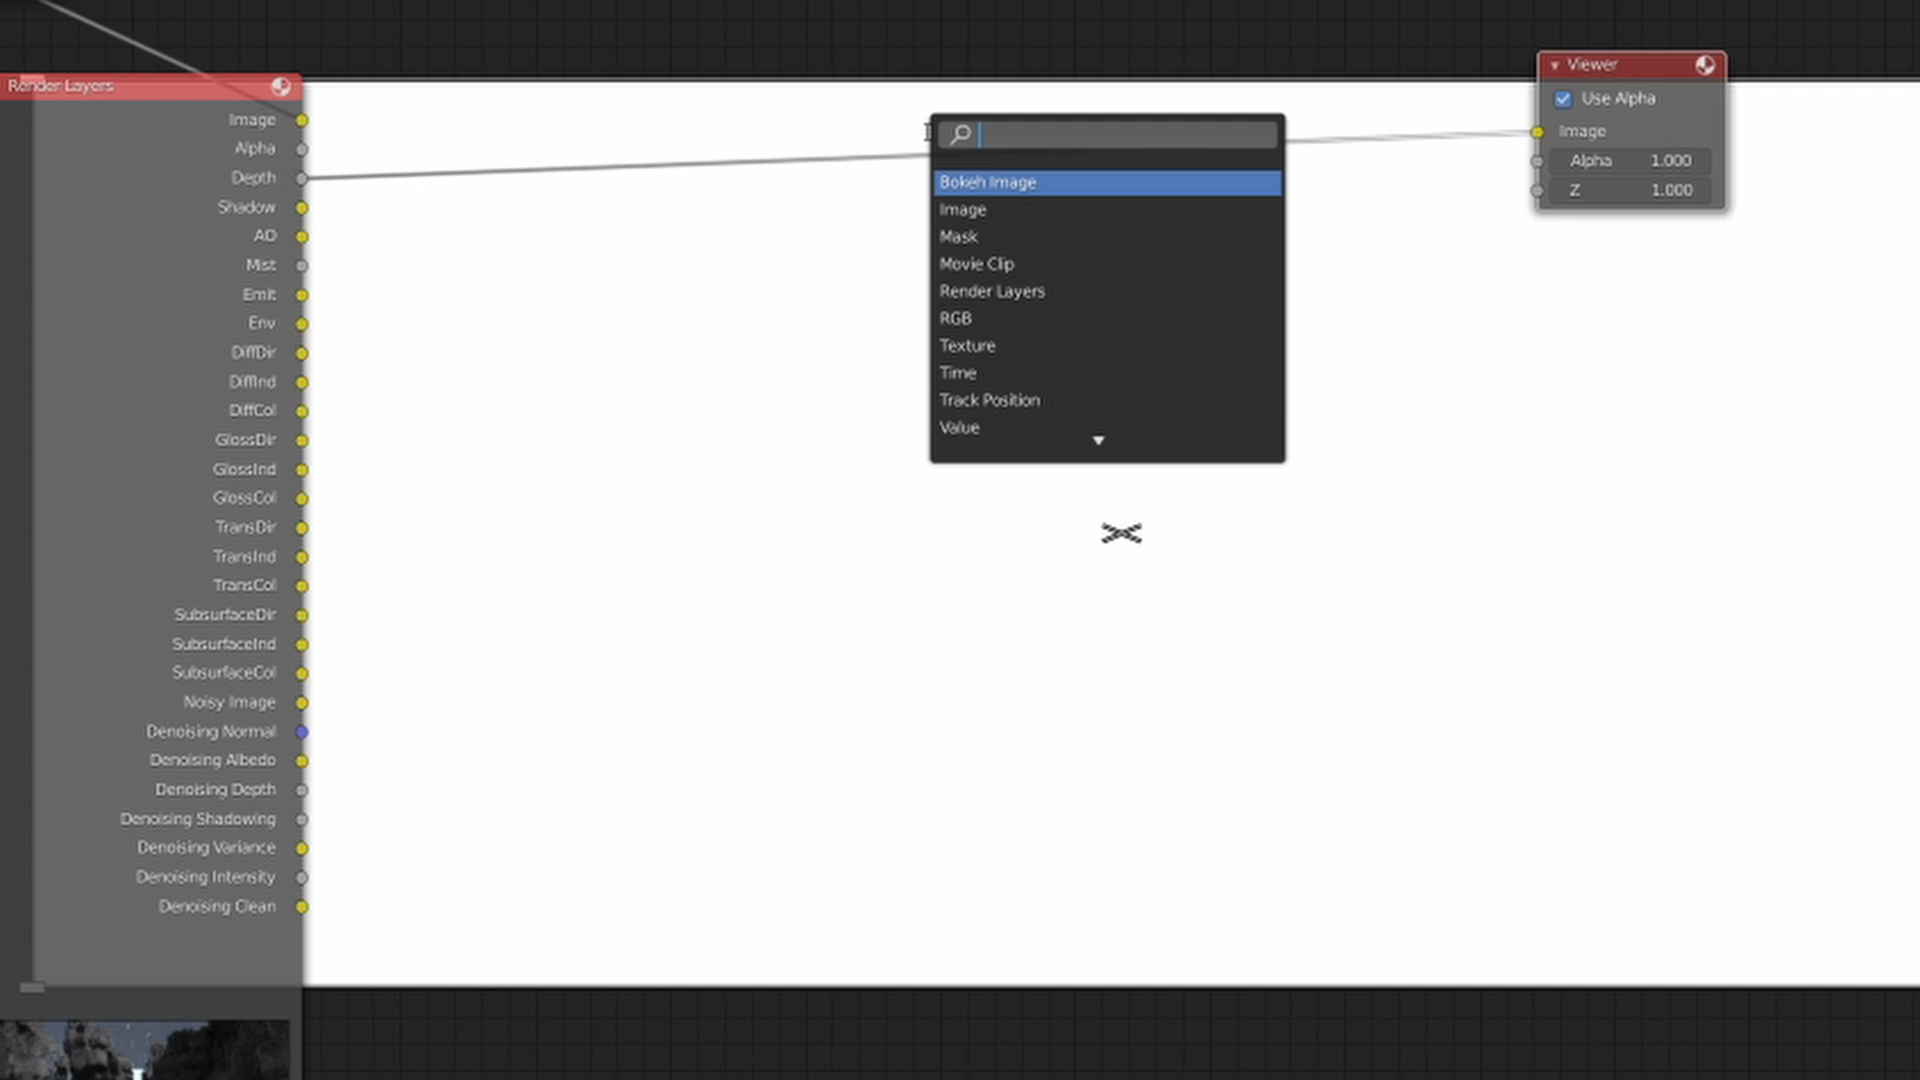 Render Layers
Image
Alpha
Depth
Shadow
AO
Mist
Emit
Env
DiffDir
DiffInd
DiffCol
GlossDir
GlossInd
GlossCol
TransDir
TransInd
TransCol
SubsurfaceDir
SubsurfaceInd
SubsurfaceCol
Noisy Image
Denoising Normal
Denoising Albedo
Denoising Depth
Denoising Shadowing
Denoising Variance
Denoising Intensity
Denoising Clean
Bokeh Image
Image
Mask
Movie Clip
Render Layers
RGB
Texture
Time
Track Position
Value
Viewer
Use Alpha
Image
Alpha 1.000
Z 1.000